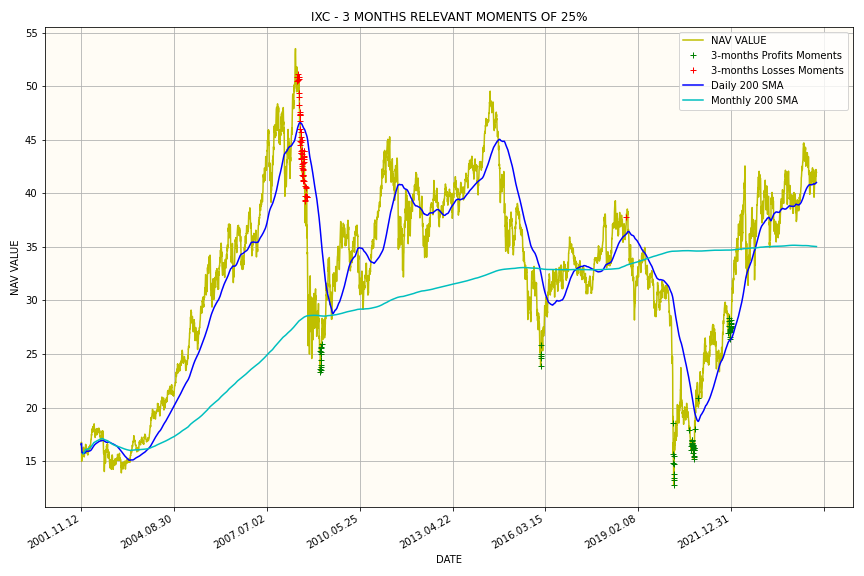 IXC - 3 MONTHS RELEVANT MOMENTS OF 25%
NAV VALUE
3-months Profits Moments
3-months Losses Moments
Daily 200 SMA
Monthly 200 SMA
55
50
45
40
35
30
25
20
15
NAV VALUE
2001.11.12
2004.08.30
2007.07.02
2010.05.25
2013.04.22
2016.03.15
2019.02.08
2021.12.31
DATE